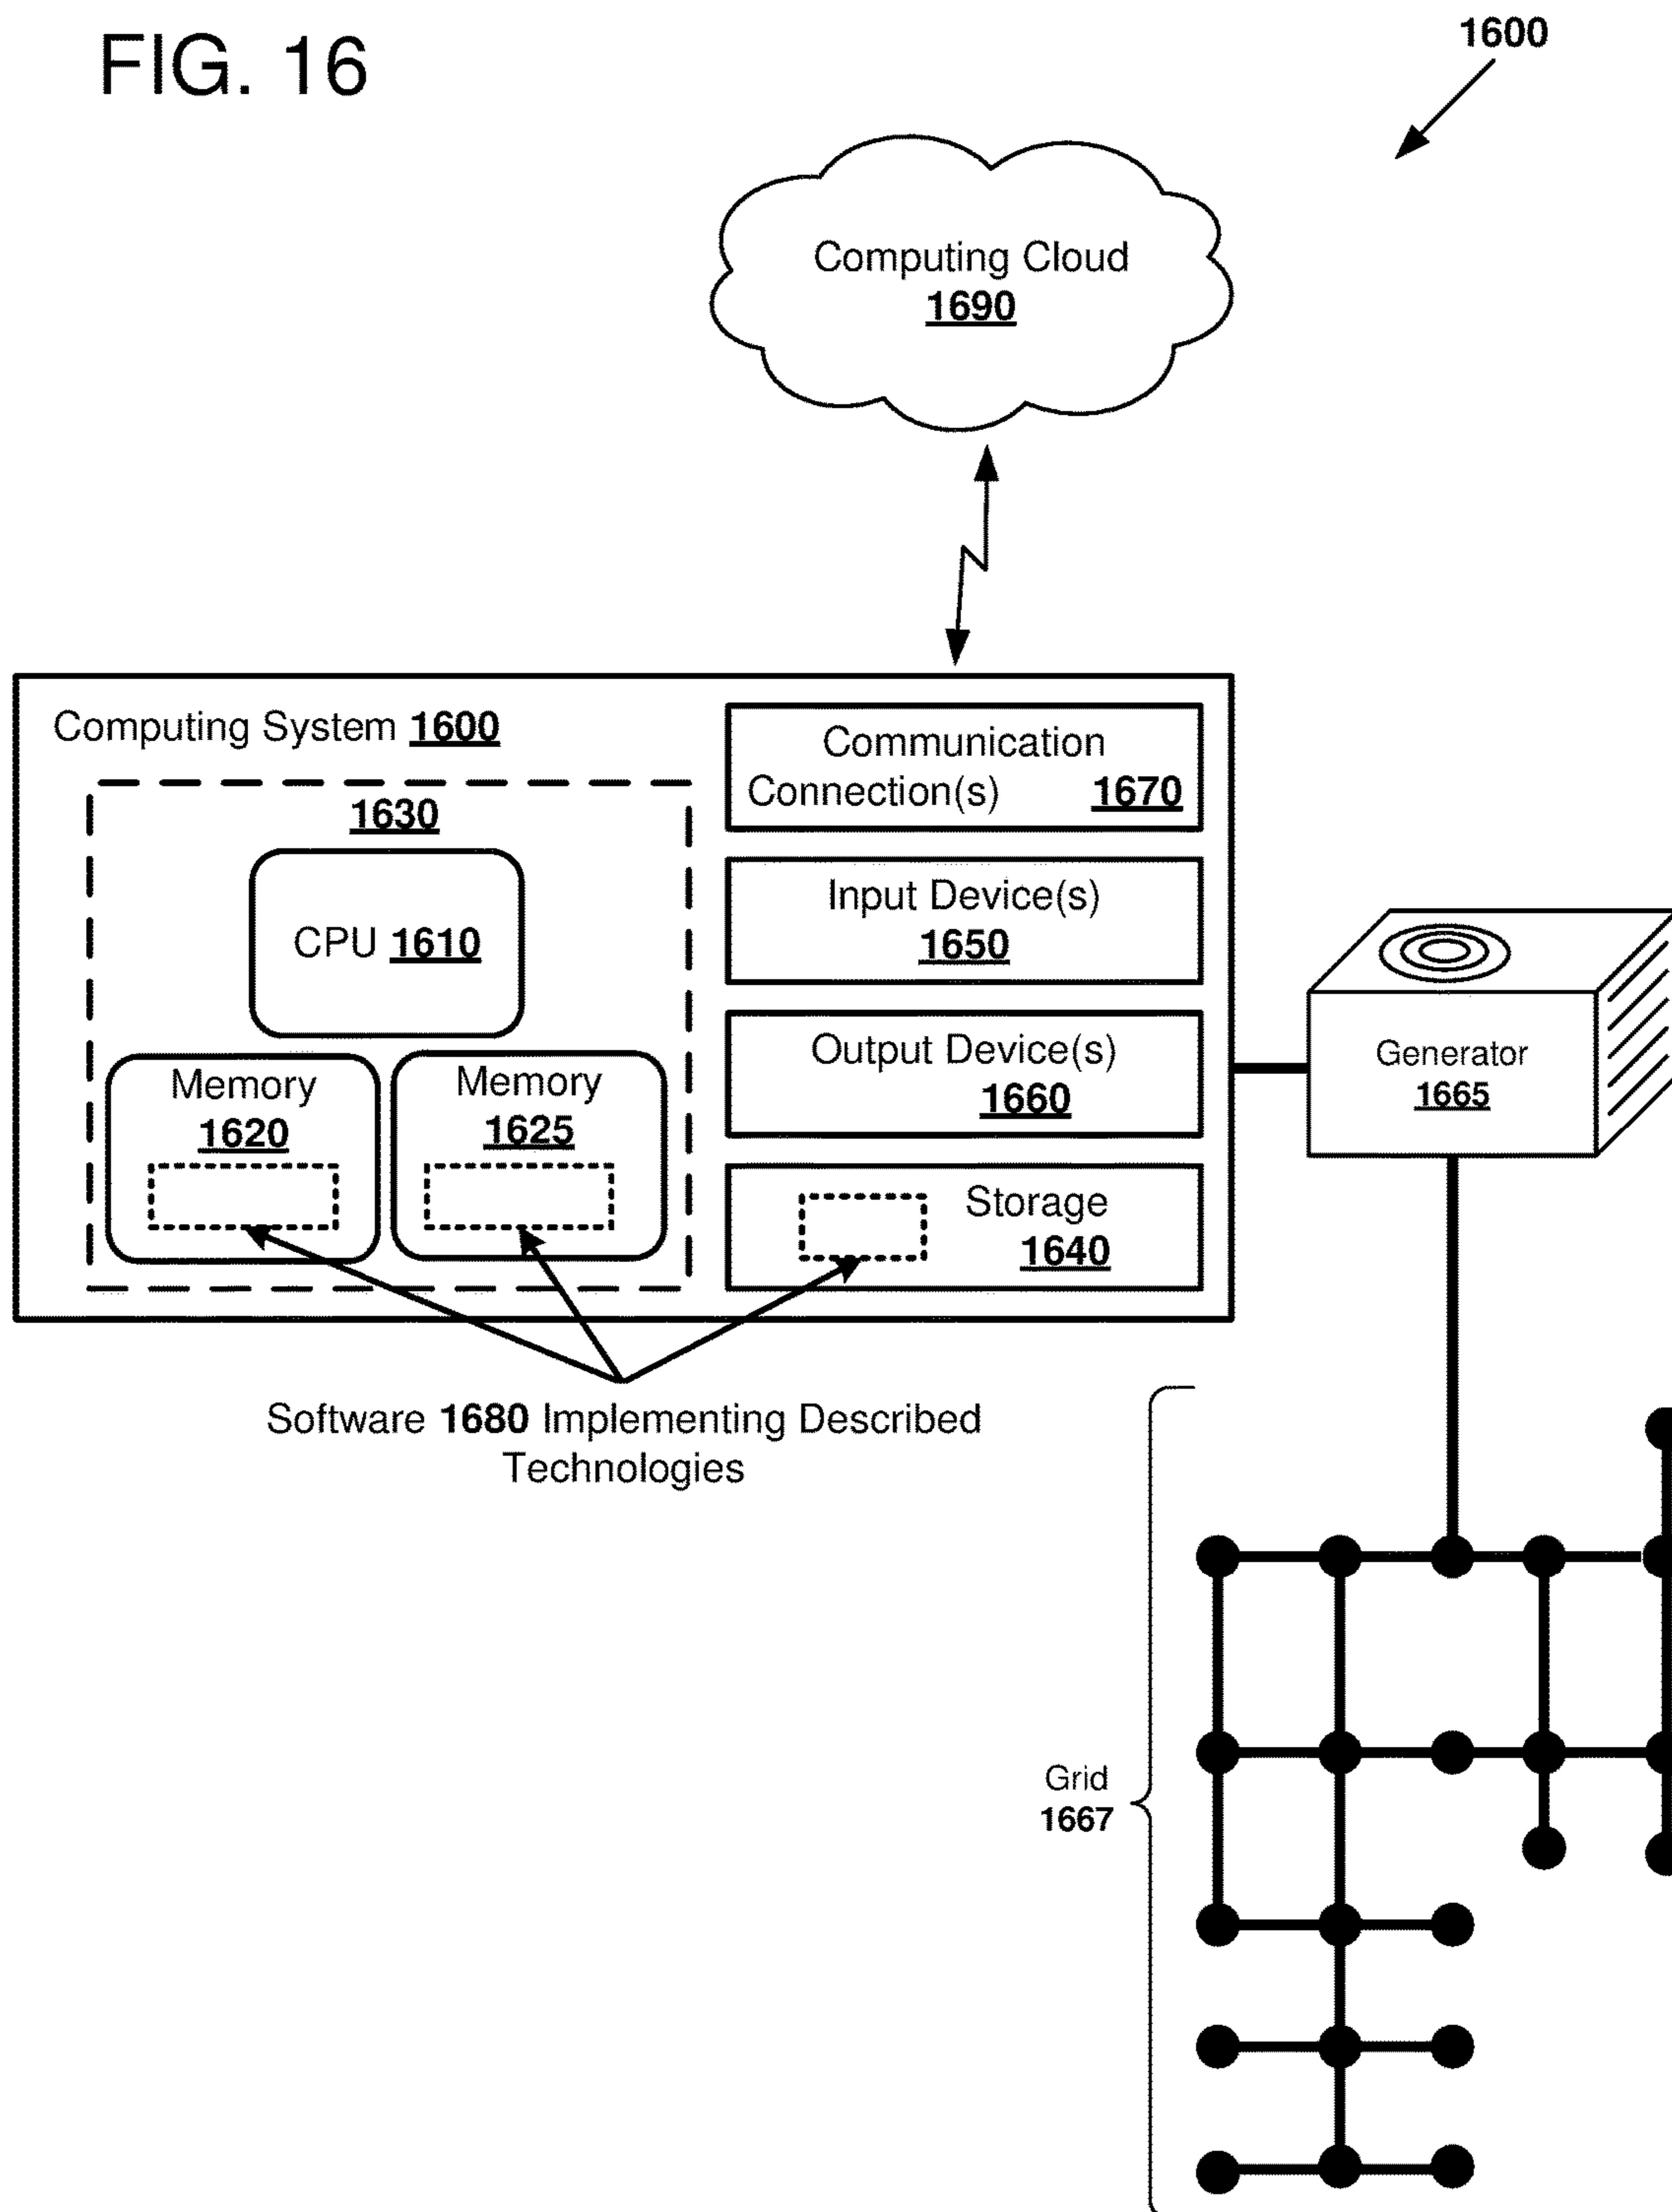 FIG. 16
1600
Computing Cloud
1690
Computing System 1600
1630
CPU 1610
Memory
1620
Memory
1625
Communication
Connection(s) 1670
Input Device(s)
1650
Output Device(s)
1660
Storage
1640
Generator
1665
Software 1680 Implementing Described
Technologies
Grid
1667